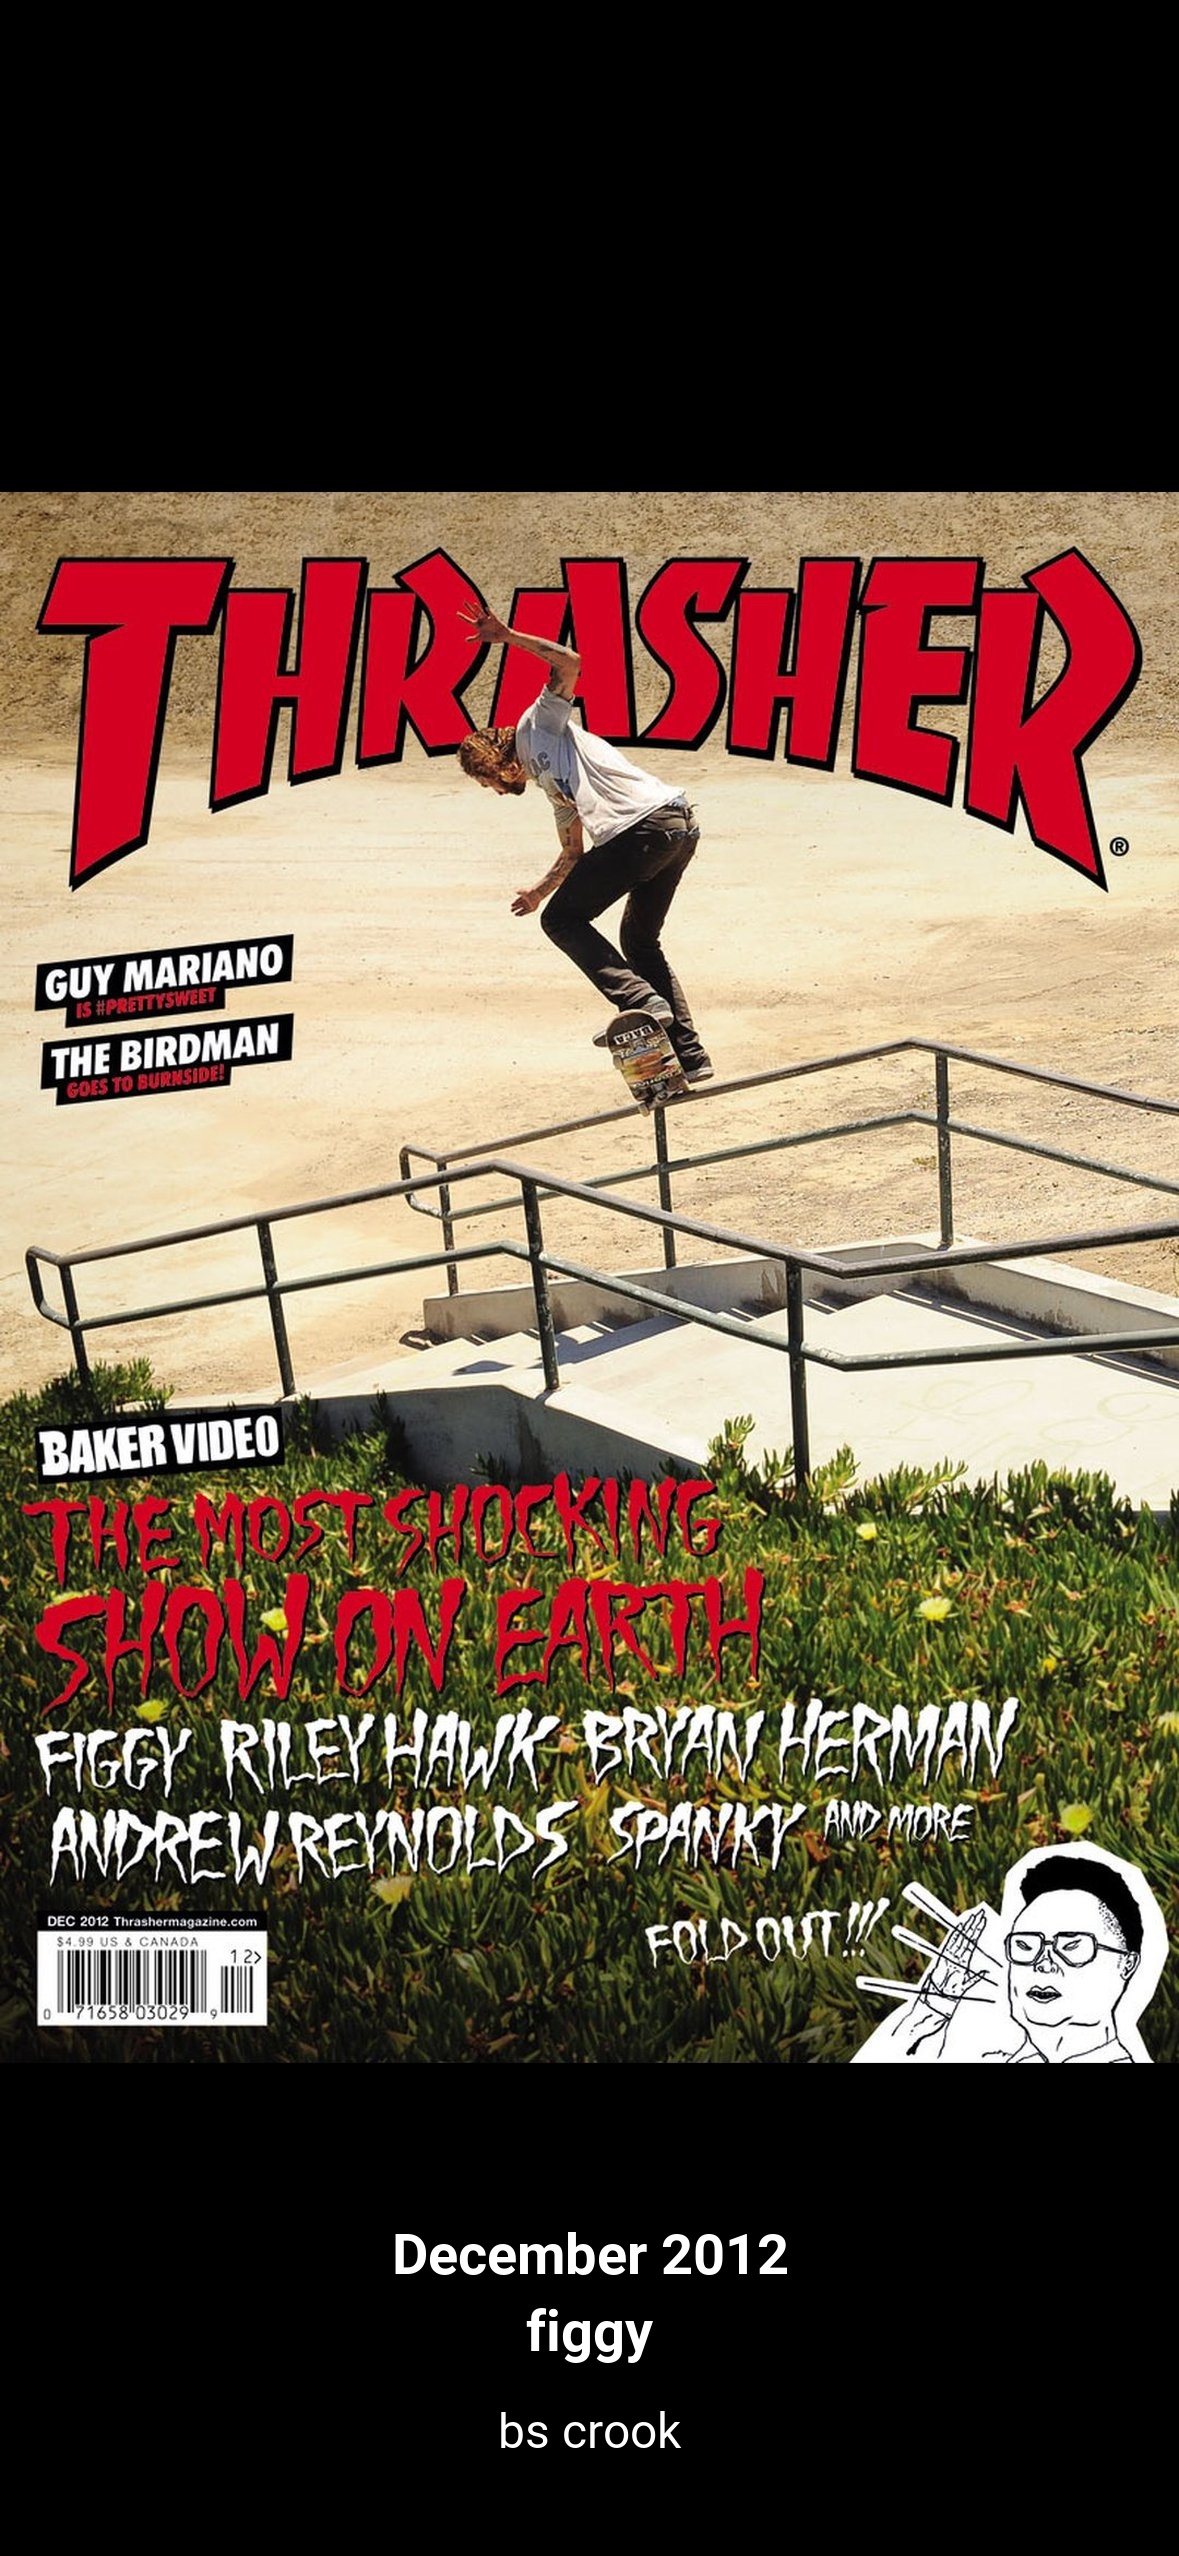 THRASHER
®
GUY MARIANO
IS #PRETTYSWEET
THE BIRDMAN
GOES TO BURNSIDE!
BAKER VIDEO
THE MOST SHOCKING
SHOW ON EARTH
FIGGY RILEY HAWK BRYAN HERMAN
ANDREW REYNOLDS SPANKY AND MORE
FOLD OUT!!!
DEC 2012 Thrashermagazine.com
$4.99 US & CANADA
12>
0 71658 03029 9
December 2012
figgy
bs crook